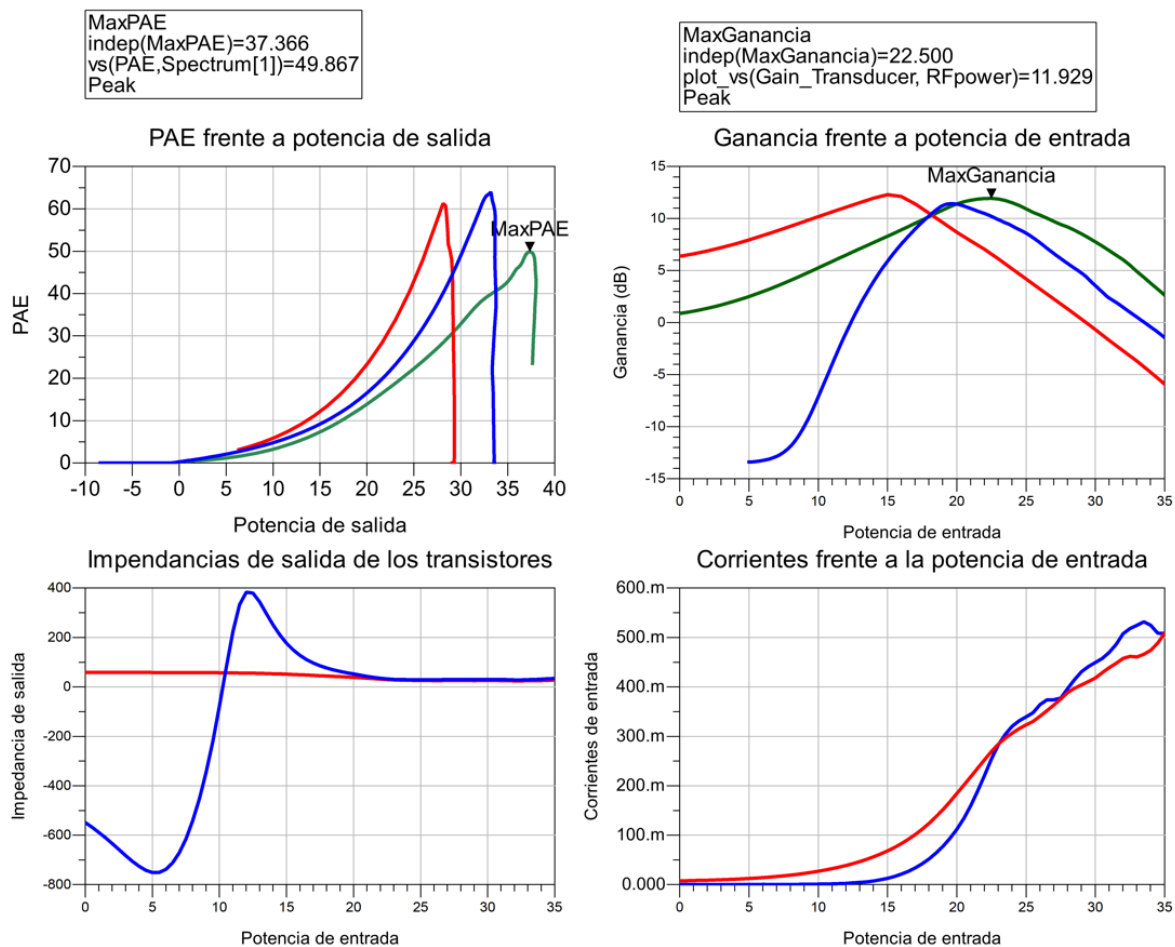 MaxPAE
indep(MaxPAE)=37.366
vs(PAE,Spectrum[1])=49.867
Peak
MaxGanancia
indep(MaxGanancia)=22.500
plot_vs(Gain_Transducer, RFpower)=11.929
Peak
PAE frente a potencia de salida
70
60
50
40
30
20
10
0
PAE
MaxPAE
-10 -5 0 5 10 15 20 25 30 35 40
Potencia de salida
Ganancia frente a potencia de entrada
15
10
5
0
-5
-10
-15
Ganancia (dB)
MaxGanancia
0 5 10 15 20 25 30 35
Potencia de entrada
Impendancias de salida de los transistores
400
200
0
-200
-400
-600
-800
Impedancia de salida
0 5 10 15 20 25 30 35
Potencia de entrada
Corrientes frente a la potencia de entrada
600.m
500.m
400.m
300.m
200.m
100.m
0.000
Corrientes de entrada
0 5 10 15 20 25 30 35
Potencia de entrada